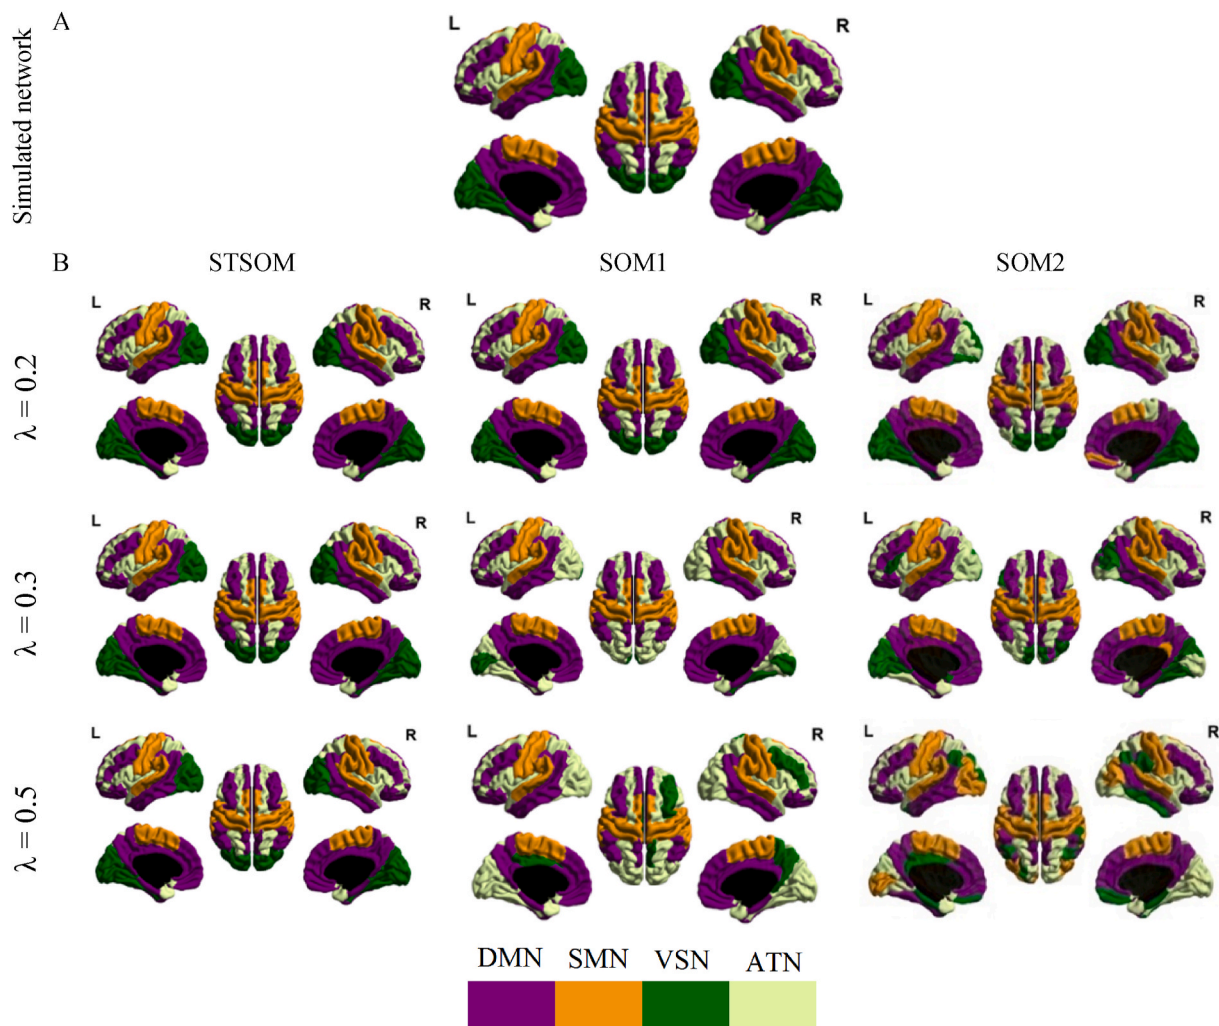 A
Simulated network
L
R
B
STSOM
SOM1
SOM2
L
R
L
R
L
R
λ = 0.2
L
R
L
R
L
R
λ = 0.3
L
R
L
R
L
R
λ = 0.5
DMN
SMN
VSN
ATN